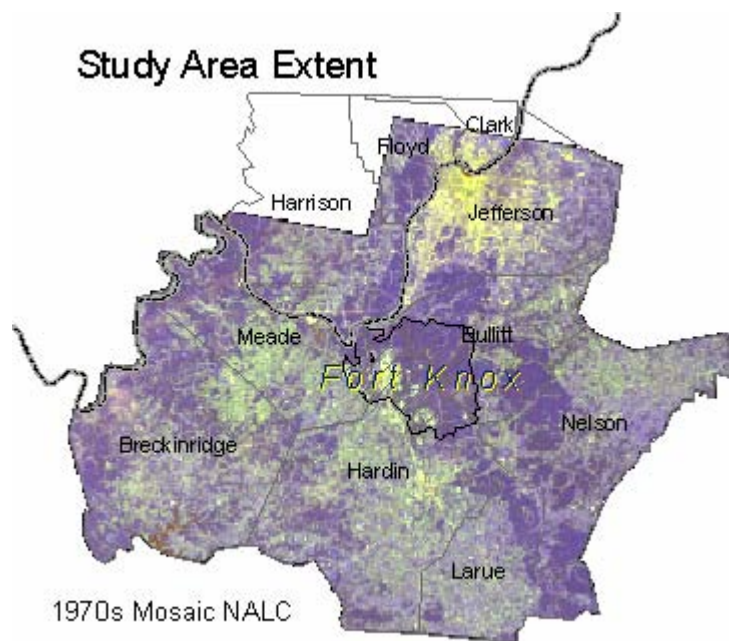 Study Area Extent
Clark
Floyd
Harrison
Jefferson
Meade
Bullitt
Fort Knox
Nelson
Breckinridge
Hardin
Larue
1970s Mosaic NALC